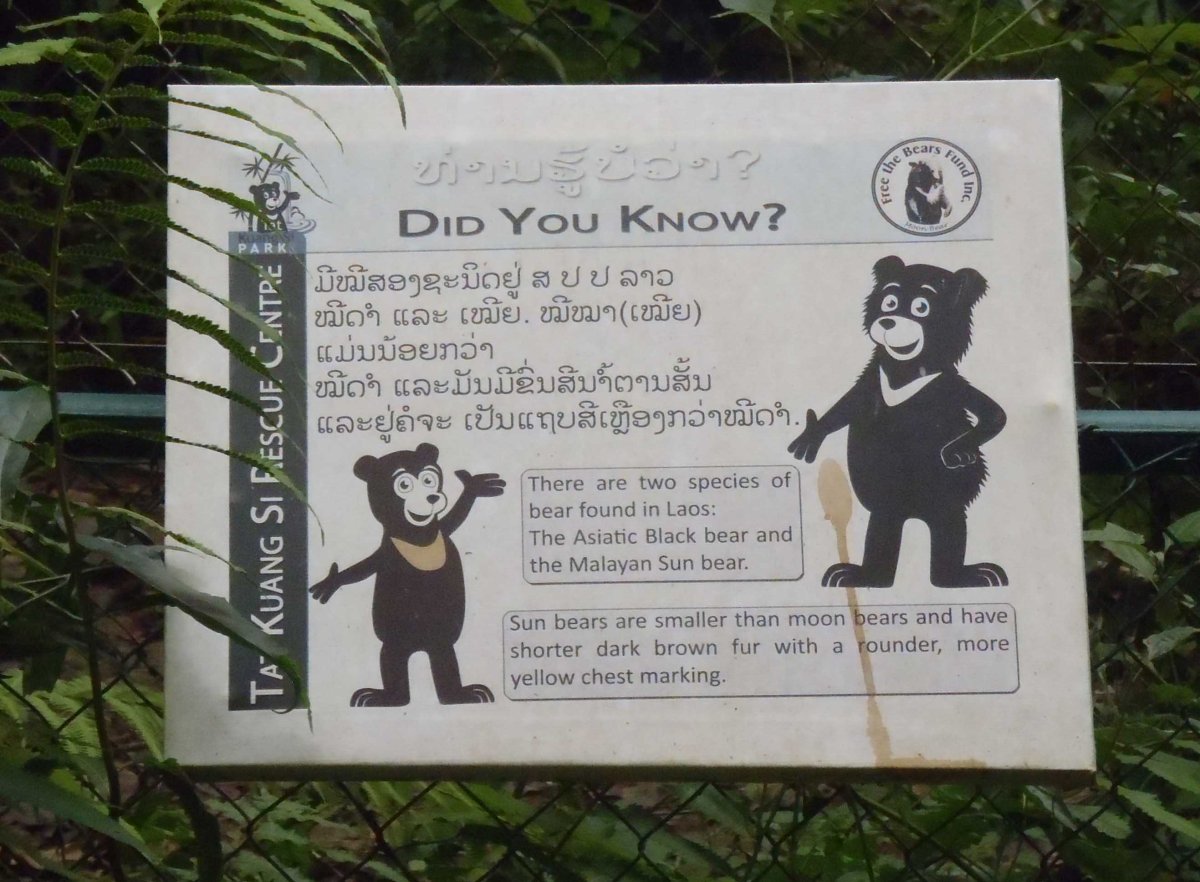 ທ່ານຮູ້ບໍ່ວ່າ?
DID YOU KNOW?
Free the Bears Fund Inc.
Moon Bear
PARK
TAT KUANG SI RESCUE CENTRE
ມີໝີສອງຊະນິດຢູ່ ສ ປ ປ ລາວ
ໝີດຳ ແລະ ເໝືຍ. ໝີໝາ(ເໝືຍ)
ແມ່ນນ້ອຍກວ່າ
ໝີດຳ ແລະມັນມີຂົ່ນສີນ້ຳຕານສັ້ນ
ແລະຢູ່ຄໍຈະ ເປັນແຖບສີເຫຼືອງກວ່າໝີດຳ.
There are two species of
bear found in Laos:
The Asiatic Black bear and
the Malayan Sun bear.
Sun bears are smaller than moon bears and have
shorter dark brown fur with a rounder, more
yellow chest marking.